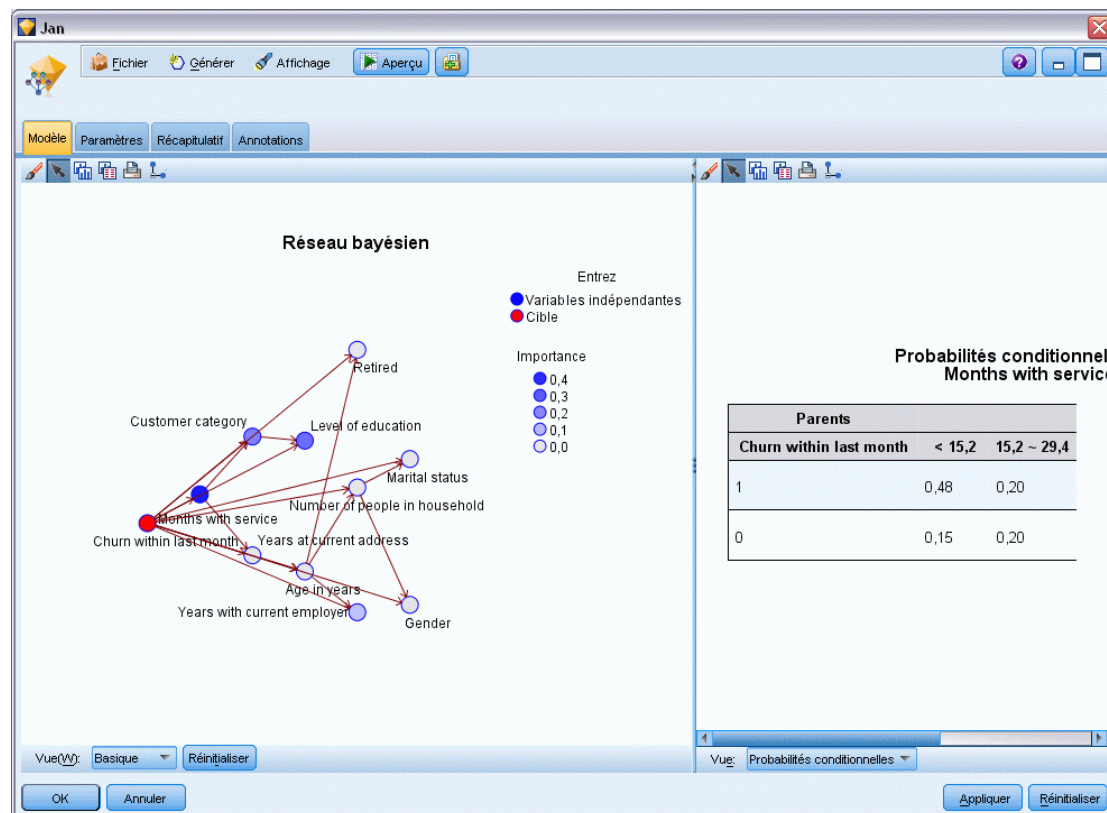 Jan
Fichier Générer Affichage Aperçu
Modèle Paramètres Récapitulatif Annotations
Réseau bayésien
Entrez
Variables indépendantes
Cible
Importance
0,4
0,3
0,2
0,1
0,0
Retired
Customer category
Level of education
Marital status
Number of people in household
Months with service
Churn within last month
Years at current address
Age in years
Years with current employer
Gender
Vue(W): Basique Réinitialiser
Probabilités conditionnel
Months with service
Parents
Churn within last month < 15,2 15,2 ~ 29,4
1 0,48 0,20
0 0,15 0,20
Vue: Probabilités conditionnelles
OK Annuler Appliquer Réinitialiser